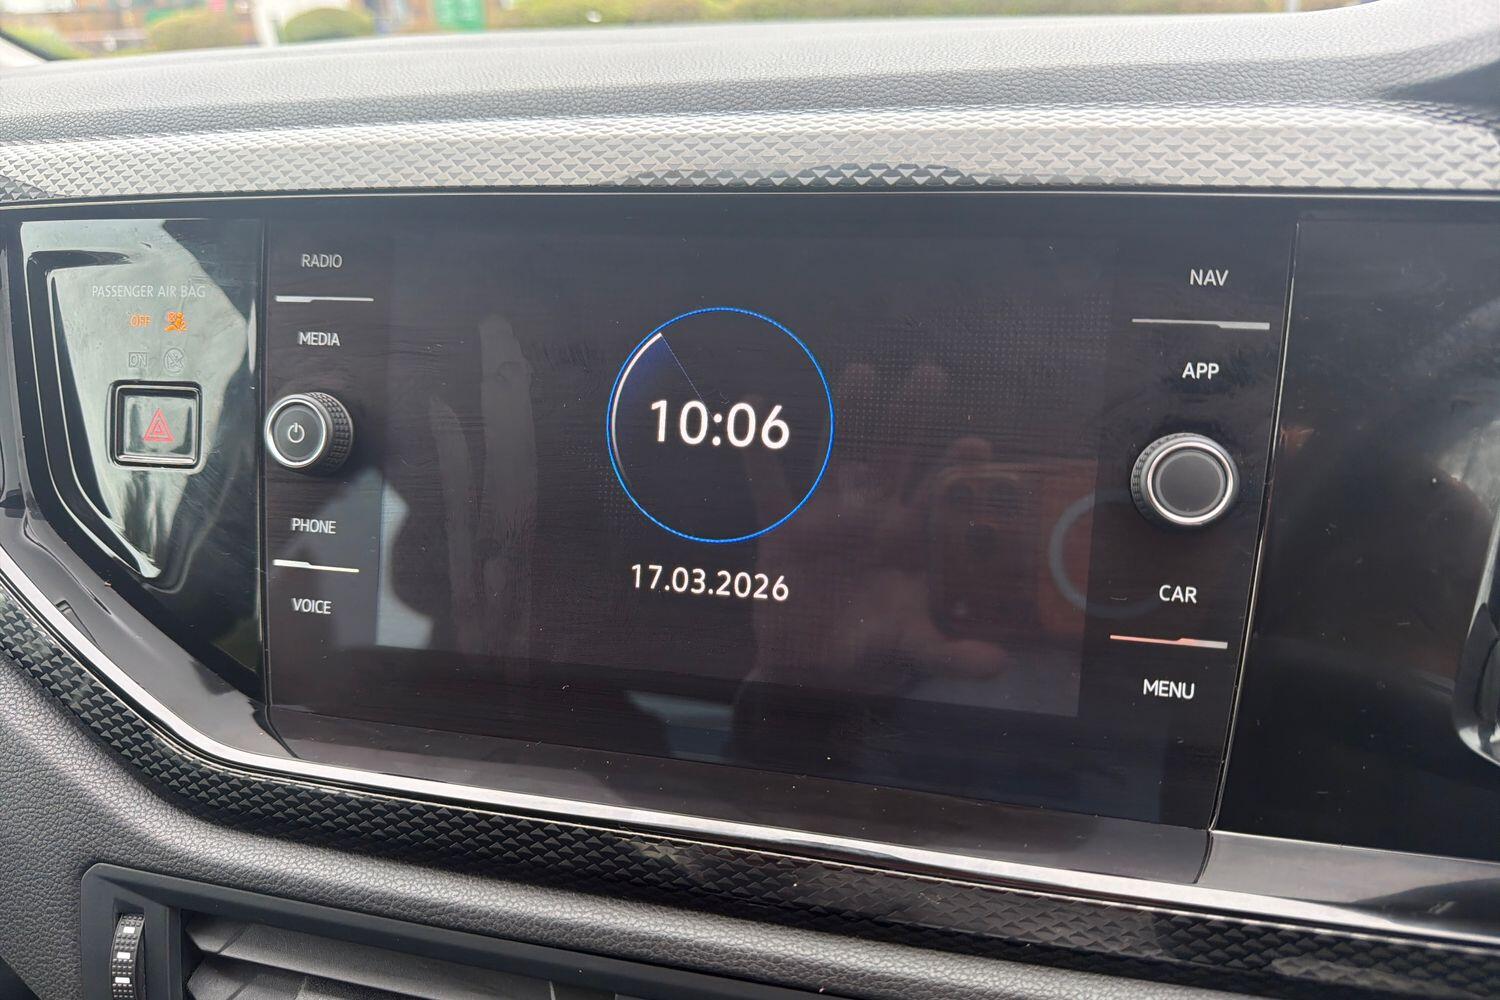 RADIO
MEDIA
PHONE
VOICE
PASSENGER AIR BAG
OFF
ON
10:06
17.03.2026
NAV
APP
CAR
MENU